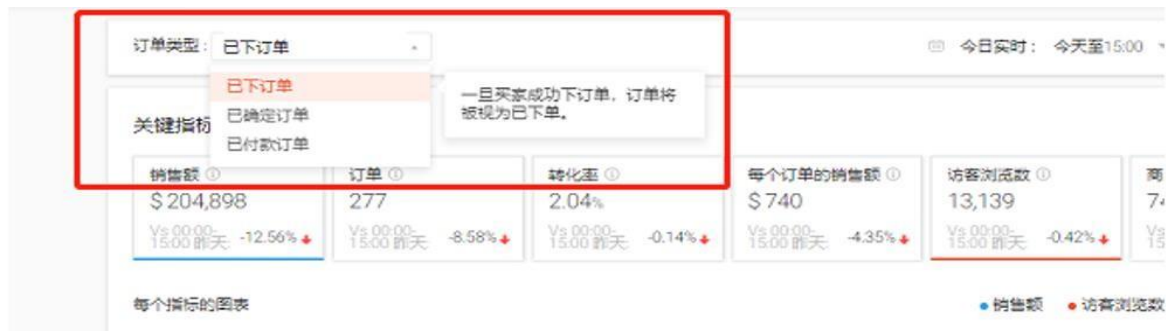 订单类型: 已下订单
今日实时: 今天至15:00
已下订单
已确定订单
已付款订单
一旦买家成功下订单，订单将
被视为已下单。
关键指标
销售额
$ 204,898
Vs 00:00-
15:00 昨天: -12.56%
订单
277
Vs 00:00-
15:00 昨天: -8.58%
转化率
2.04%
Vs 00:00-
15:00 昨天: -0.14%
每个订单的销售额
$ 740
Vs 00:00-
15:00 昨天: -4.35%
访客浏览数
13,139
Vs 00:00-
15:00 昨天: -0.42%
商
Vs
每个指标的图表
销售额
访客浏览数